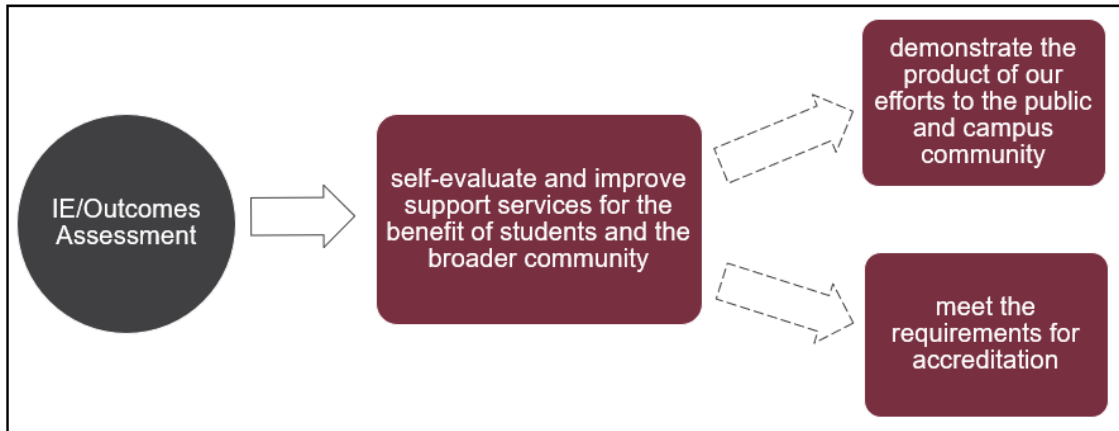 IE/Outcomes
Assessment
self-evaluate and improve
support services for the
benefit of students and the
broader community
demonstrate the
product of our
efforts to the public
and campus
community
meet the
requirements for
accreditation